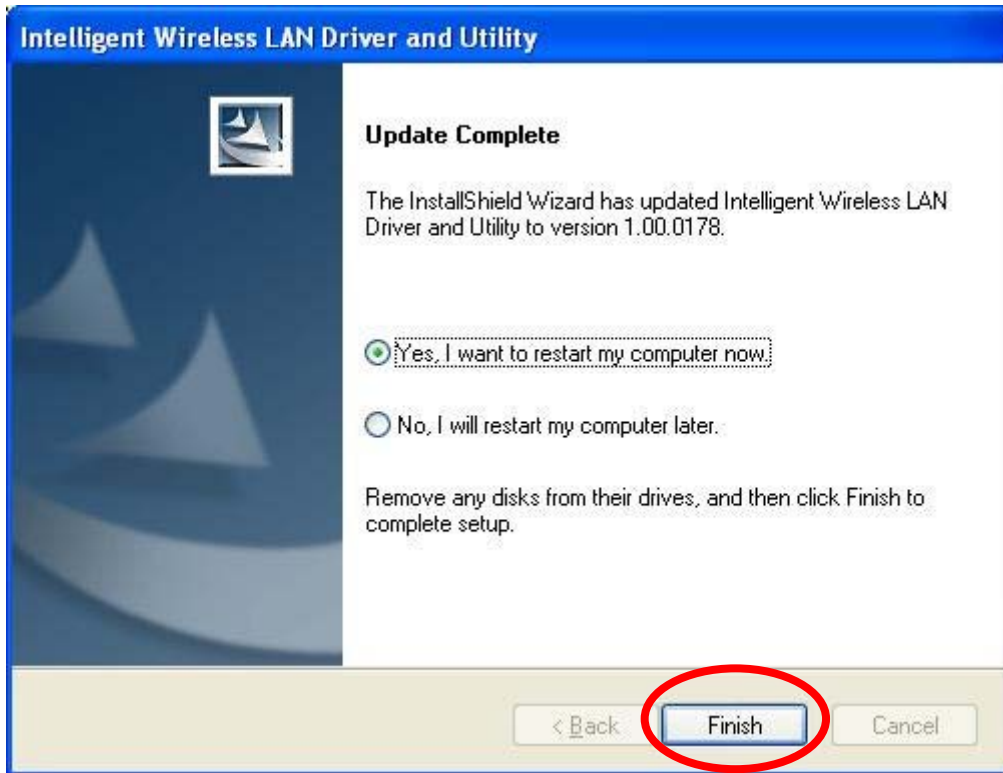 Intelligent Wireless LAN Driver and Utility
Update Complete
The InstallShield Wizard has updated Intelligent Wireless LAN
Driver and Utility to version 1.00.0178.
Yes, I want to restart my computer now.
No, I will restart my computer later.
Remove any disks from their drives, and then click Finish to
complete setup.
< Back Finish Cancel